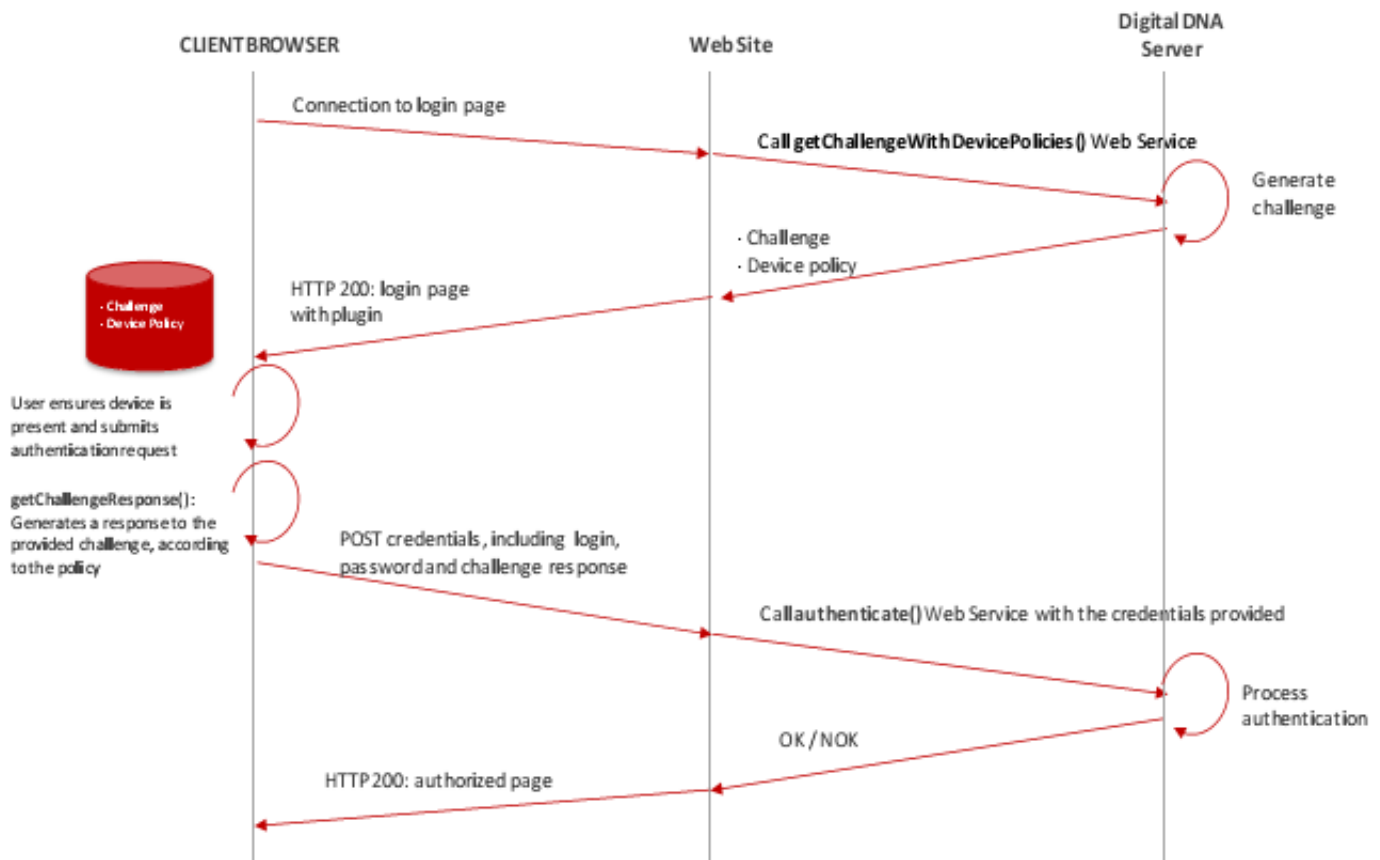 CLIENT BROWSER
Web Site
Digital DNA
Server
Connection to login page
Call getChallengeWithDevicePolicies() Web Service
Generate
challenge
· Challenge
· Device policy
HTTP 200: login page
with plugin
· Challenge
· Device Policy
User ensures device is
present and submits
authentication request
getChallengeResponse():
Generates a response to the
provided challenge, according
to the policy
POST credentials, including login,
password and challenge response
Call authenticate() Web Service with the credentials provided
Process
authentication
OK / NOK
HTTP 200: authorized page